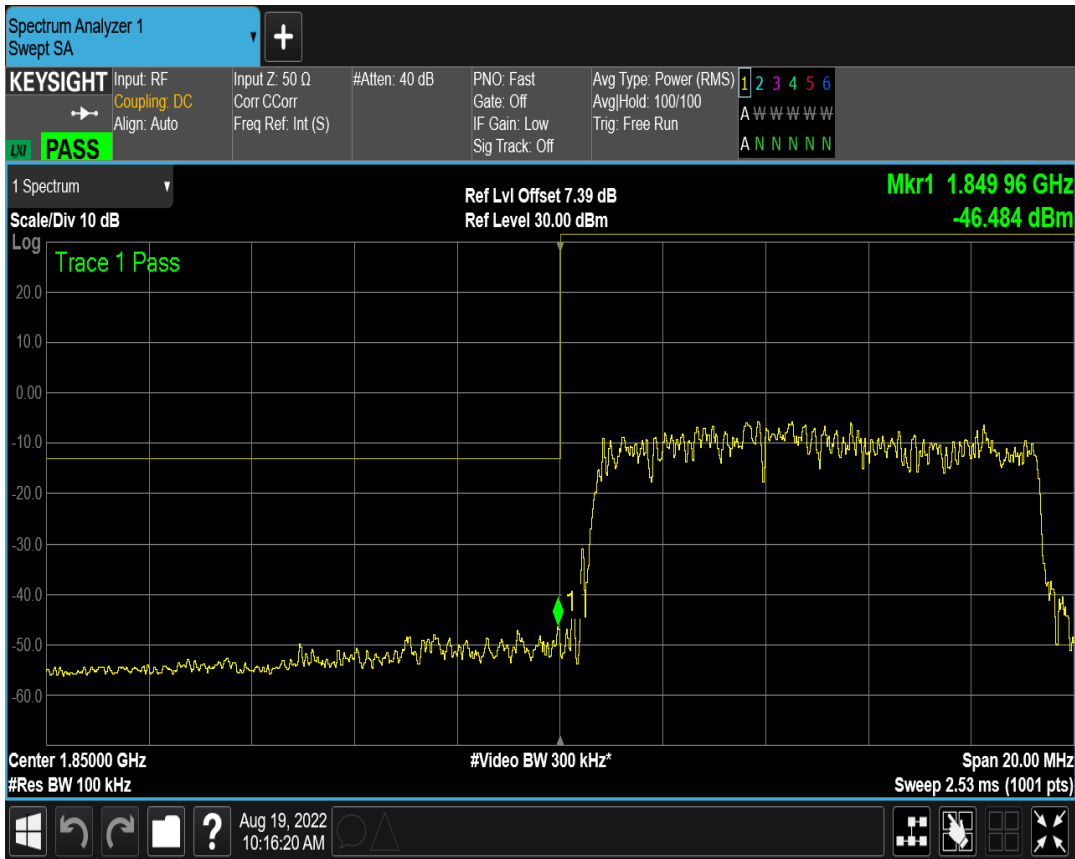 Spectrum Analyzer 1
Swept SA
+
KEYSIGHT
LXI PASS
Input: RF
Coupling: DC
Align: Auto
Input Z: 50 Ω
Corr CCorr
Freq Ref: Int (S)
#Atten: 40 dB
PNO: Fast
Gate: Off
IF Gain: Low
Sig Track: Off
Avg Type: Power (RMS)
Avg|Hold: 100/100
Trig: Free Run
1 2 3 4 5 6
A W W W W W
A N N N N N
1 Spectrum
Scale/Div 10 dB
Ref Lvl Offset 7.39 dB
Ref Level 30.00 dBm
Mkr1 1.849 96 GHz
-46.484 dBm
Log
Trace 1 Pass
20.0
10.0
0.00
-10.0
-20.0
-30.0
-40.0
1
-50.0
-60.0
Center 1.85000 GHz
#Res BW 100 kHz
#Video BW 300 kHz*
Span 20.00 MHz
Sweep 2.53 ms (1001 pts)
?
Aug 19, 2022
10:16:20 AM